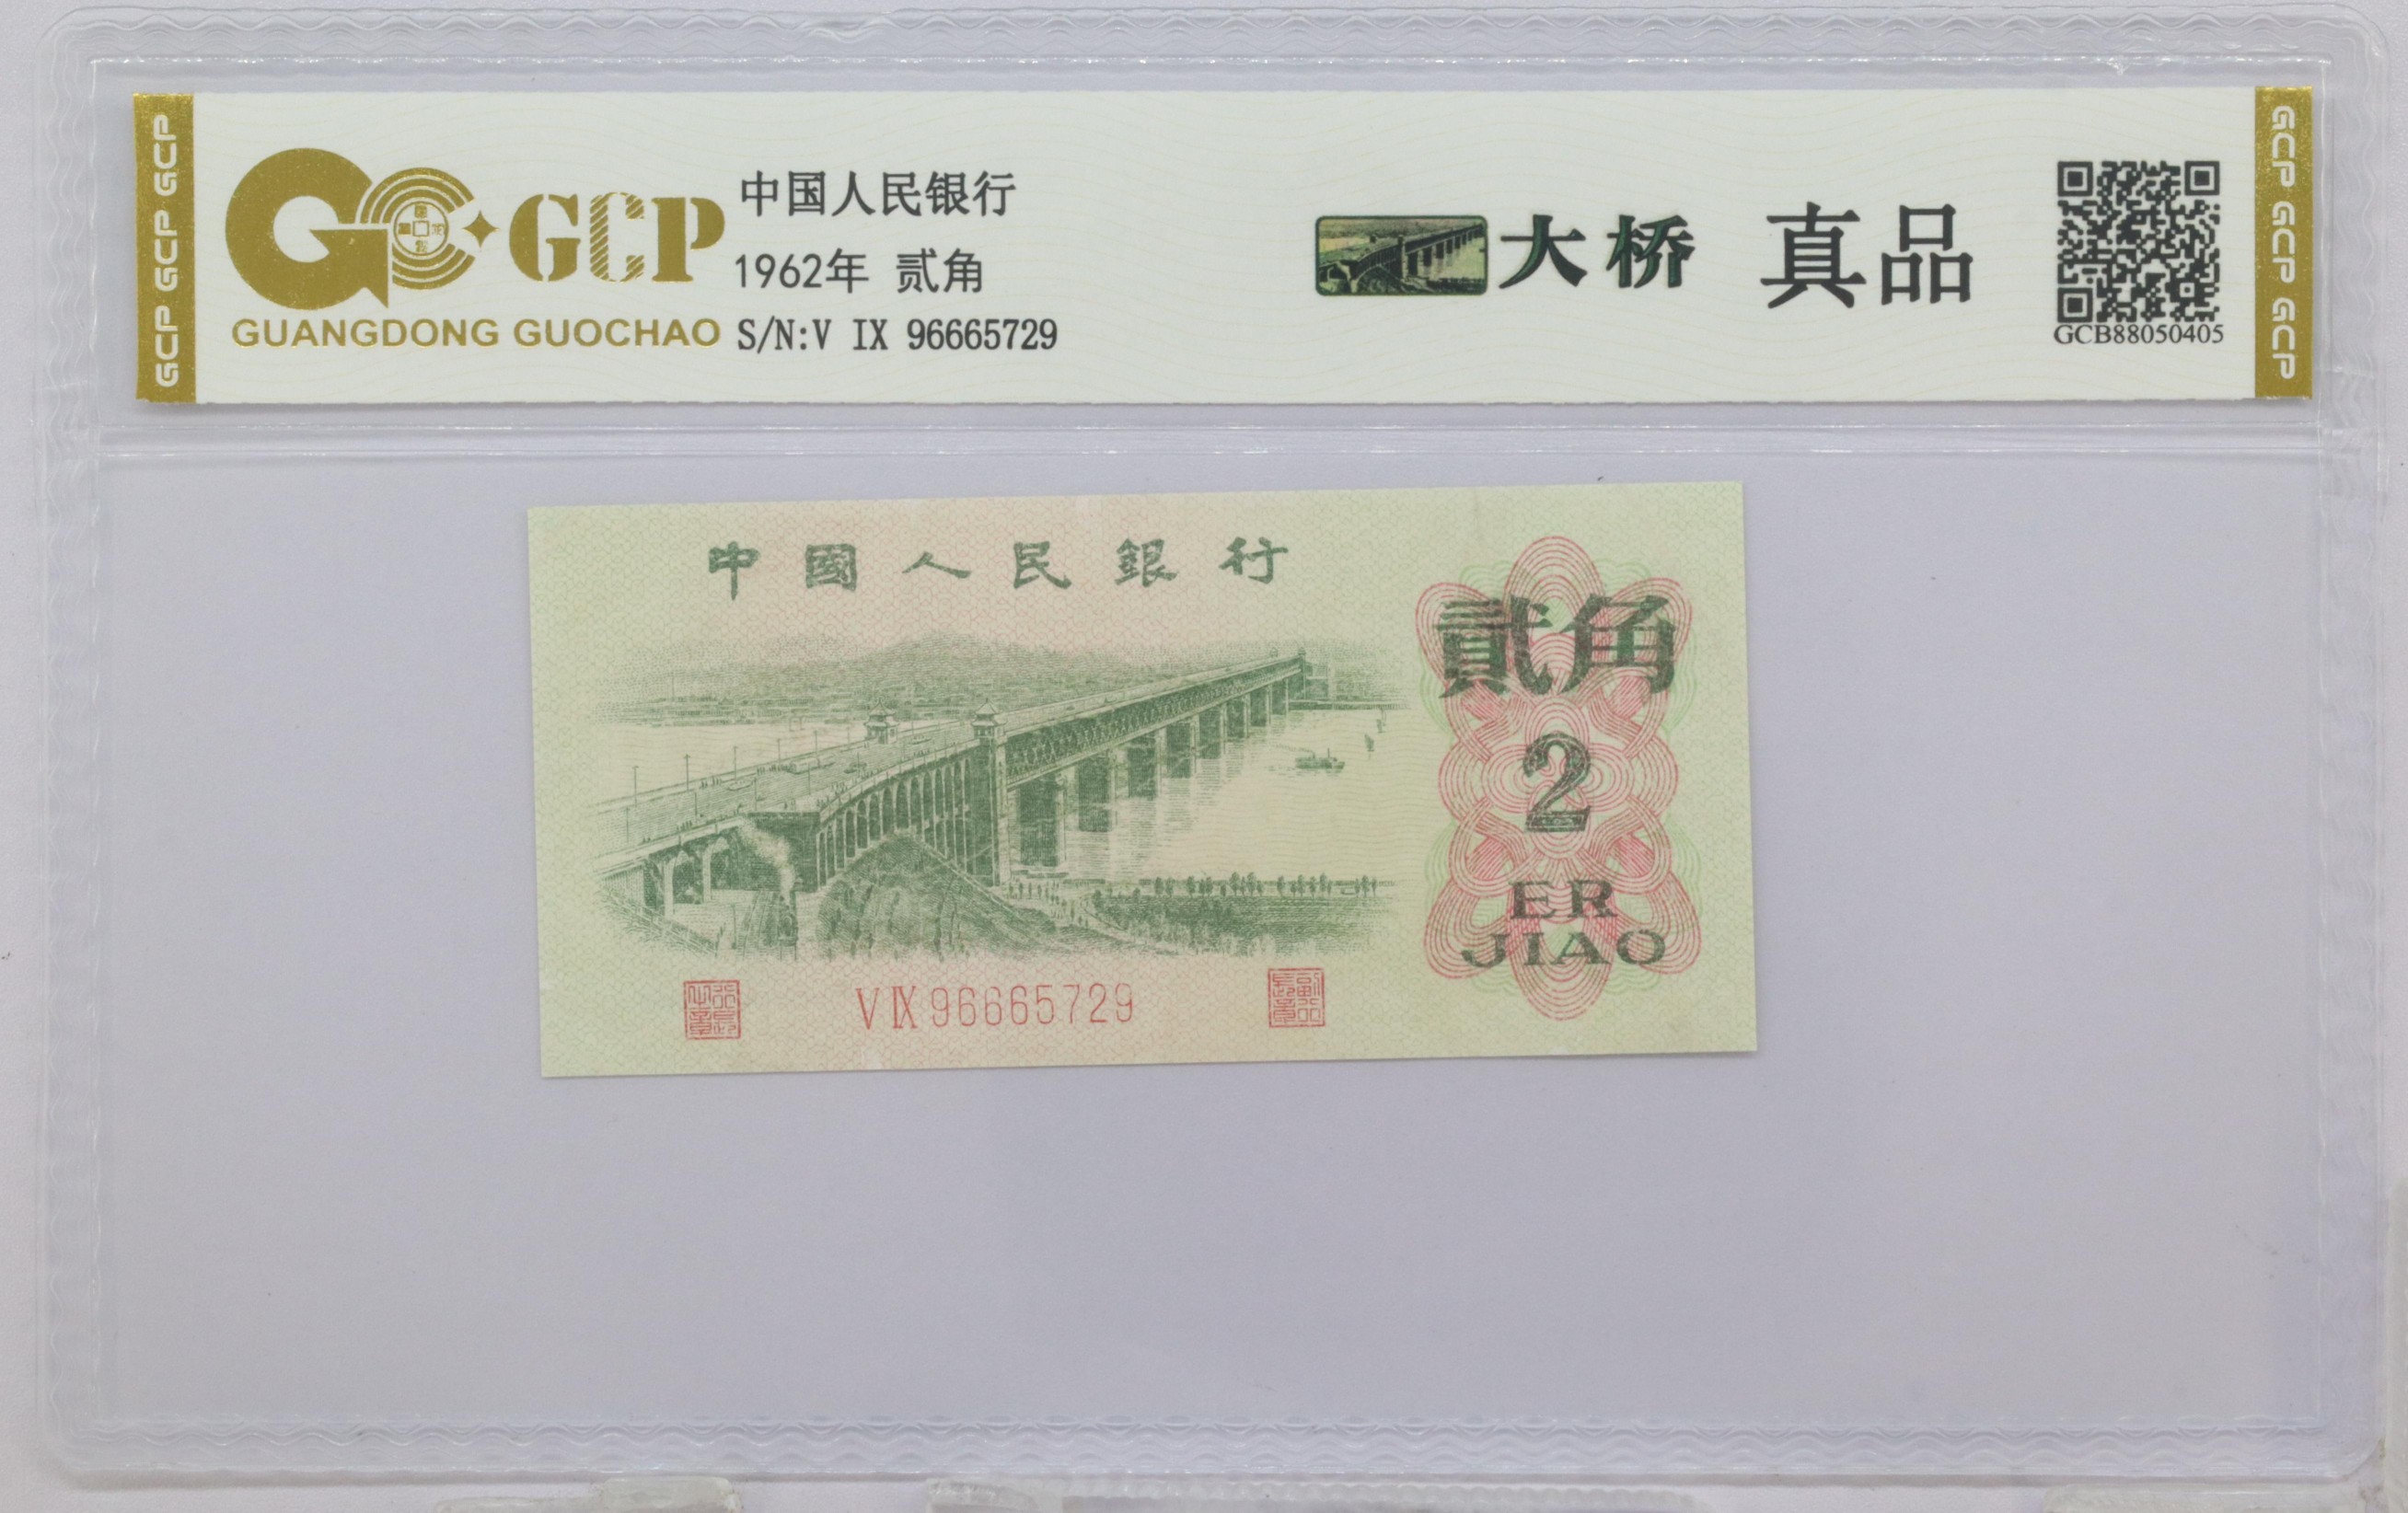 GCP GCP GCP
GCP
GUANGDONG GUOCHAO
中国人民银行
1962年 贰角
S/N:V IX 96665729
大桥
真品
GCB88050405
GCP GCP GCP
中國人民銀行
貳角
2
ER
JIAO
V IX 96665729